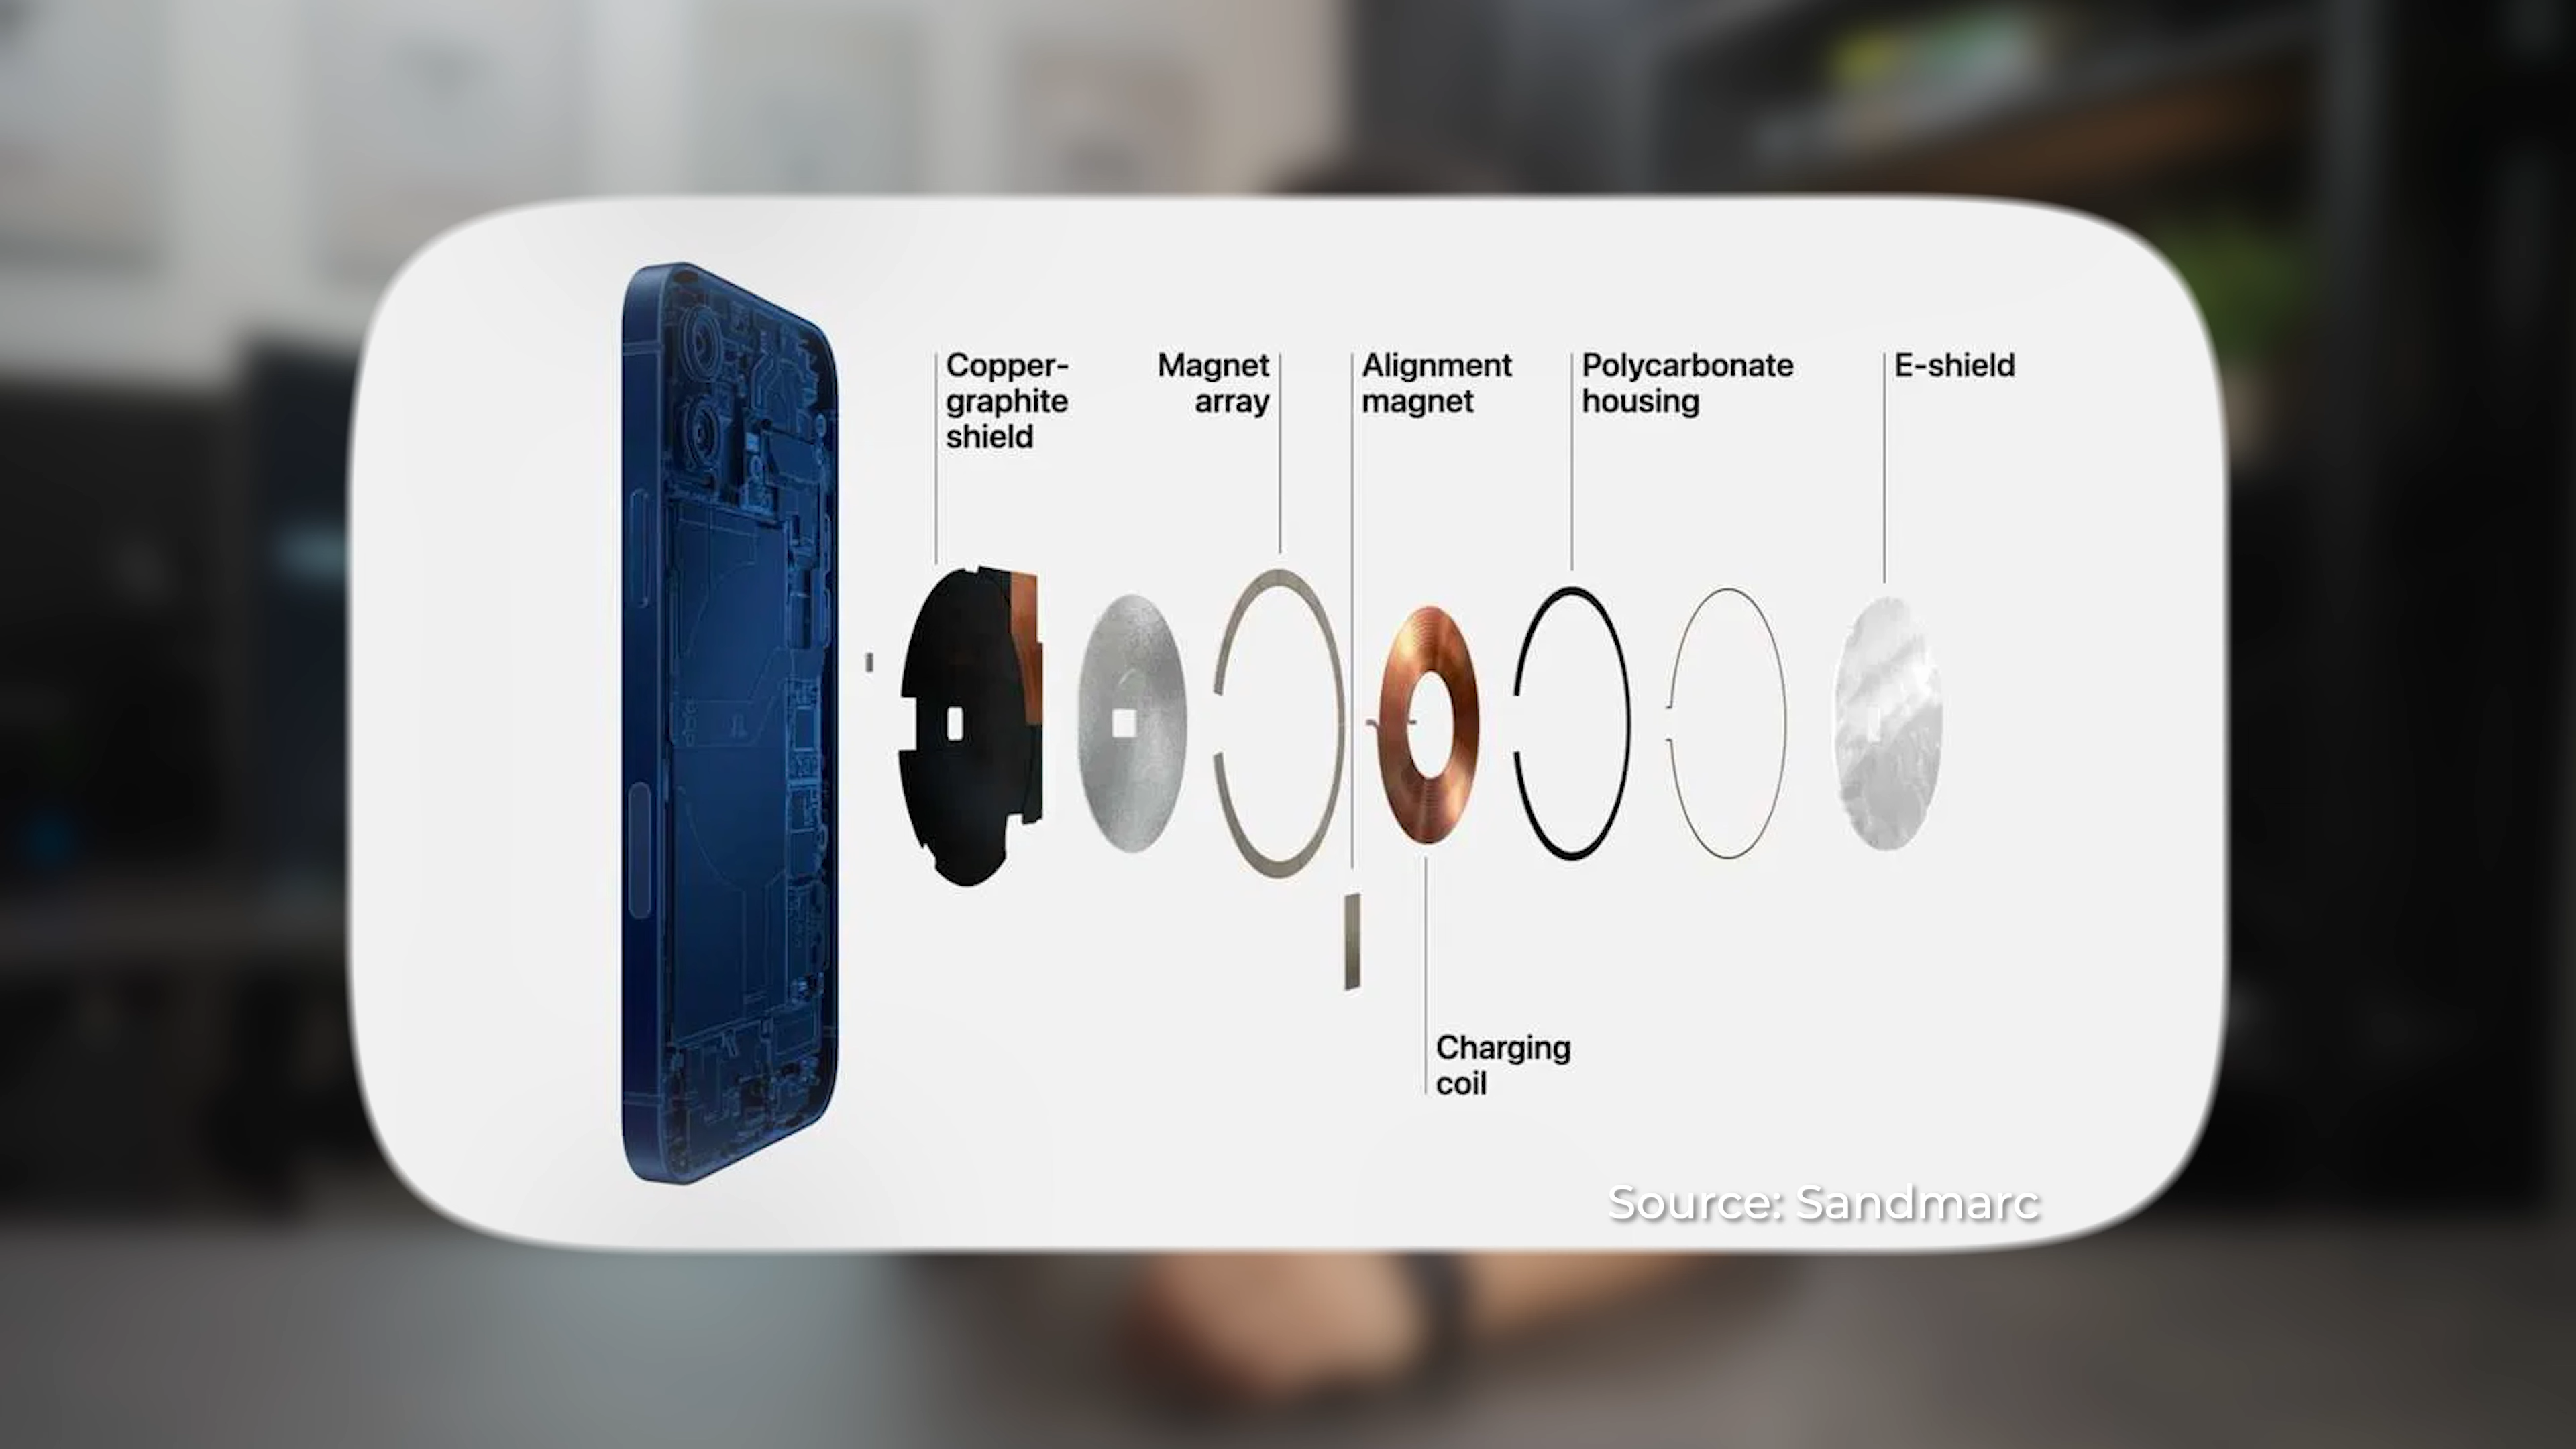 Copper-
graphite
shield
Magnet
array
Alignment
magnet
Polycarbonate
housing
E-shield
Charging
coil
Source: Sandmarc